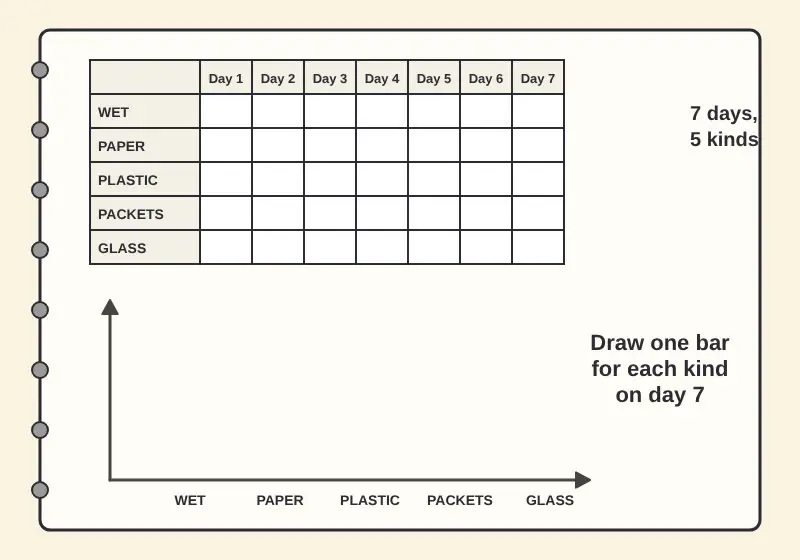 Day 1 Day 2 Day 3 Day 4 Day 5 Day 6 Day 7
WET
PAPER
PLASTIC
PACKETS
GLASS
7 days,
5 kinds
Draw one bar
for each kind
on day 7
WET PAPER PLASTIC PACKETS GLASS